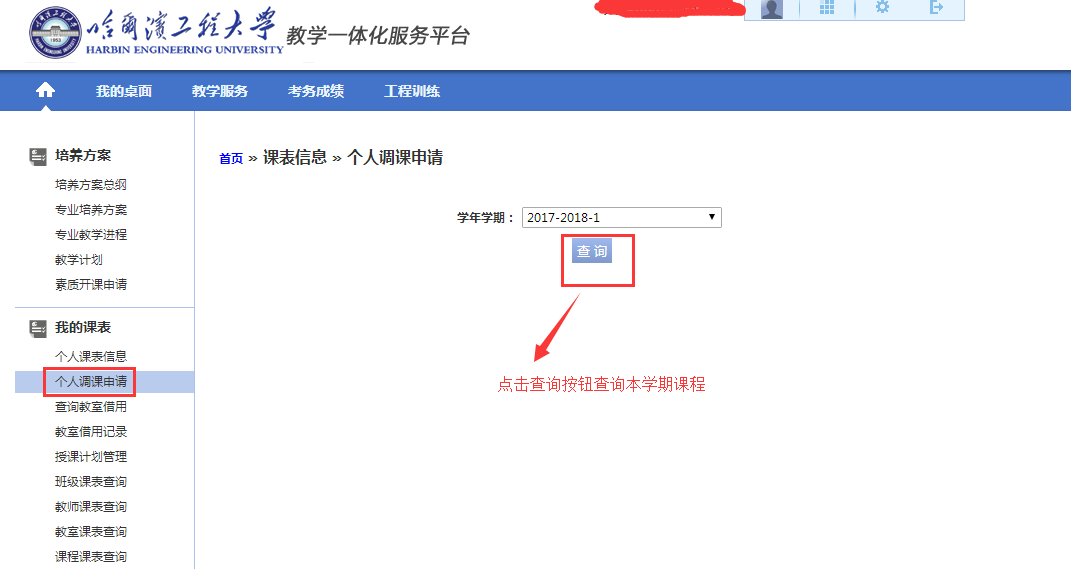 哈尔滨工程大学
HARBIN ENGINEERING UNIVERSITY
教学一体化服务平台
1953
我的桌面 教学服务 考务成绩 工程训练
培养方案
培养方案总纲
专业培养方案
专业教学进程
教学计划
素质开课申请
我的课表
个人课表信息
个人调课申请
查询教室借用
教室借用记录
授课计划管理
班级课表查询
教师课表查询
教室课表查询
课程课表查询
首页 » 课表信息 » 个人调课申请
学年学期： 2017-2018-1
查 询
点击查询按钮查询本学期课程